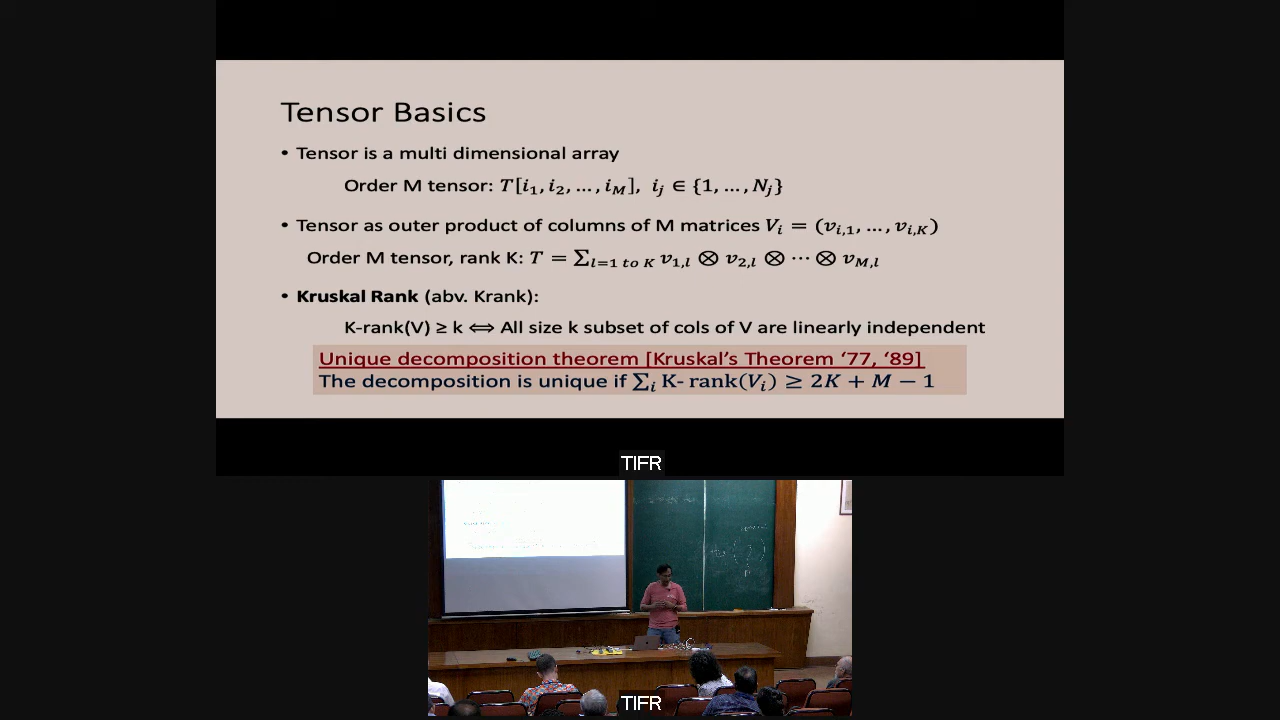 Tensor Basics
• Tensor is a multi dimensional array
Order M tensor: T[i₁, i₂, … , i_M], i_j ∈ {1, … , N_j}
• Tensor as outer product of columns of M matrices V_i = (v_{i,1}, … , v_{i,K})
Order M tensor, rank K: T = ∑_{l=1 to K} v_{1,l} ⊗ v_{2,l} ⊗ ⋯ ⊗ v_{M,l}
• Kruskal Rank (abv. Krank):
K-rank(V) ≥ k ⟺ All size k subset of cols of V are linearly independent
Unique decomposition theorem [Kruskal's Theorem '77, '89]
The decomposition is unique if ∑_i K- rank(V_i) ≥ 2K + M − 1
TIFR
TIFR